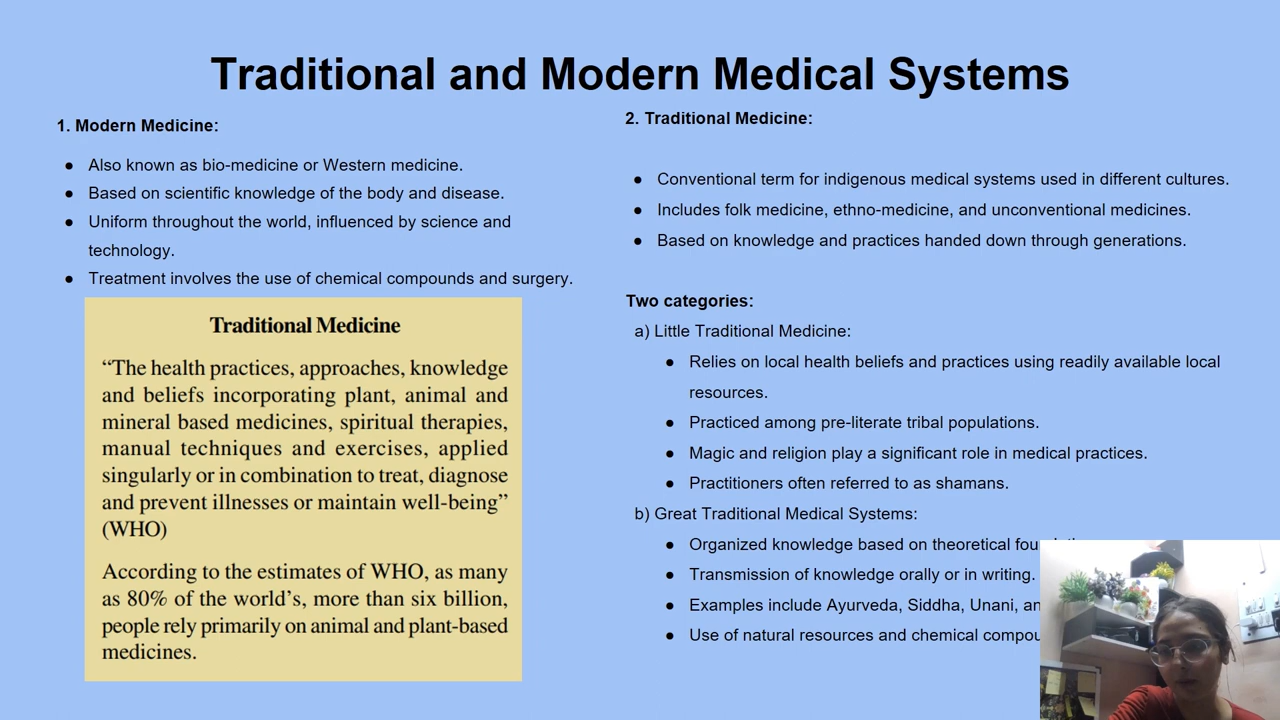 Traditional and Modern Medical Systems
1. Modern Medicine:
● Also known as bio-medicine or Western medicine.
● Based on scientific knowledge of the body and disease.
● Uniform throughout the world, influenced by science and
technology.
● Treatment involves the use of chemical compounds and surgery.
Traditional Medicine
“The health practices, approaches, knowledge
and beliefs incorporating plant, animal and
mineral based medicines, spiritual therapies,
manual techniques and exercises, applied
singularly or in combination to treat, diagnose
and prevent illnesses or maintain well-being”
(WHO)
According to the estimates of WHO, as many
as 80% of the world’s, more than six billion,
people rely primarily on animal and plant-based
medicines.
2. Traditional Medicine:
● Conventional term for indigenous medical systems used in different cultures.
● Includes folk medicine, ethno-medicine, and unconventional medicines.
● Based on knowledge and practices handed down through generations.
Two categories:
a) Little Traditional Medicine:
● Relies on local health beliefs and practices using readily available local
resources.
● Practiced among pre-literate tribal populations.
● Magic and religion play a significant role in medical practices.
● Practitioners often referred to as shamans.
b) Great Traditional Medical Systems:
● Organized knowledge based on theoretical
● Transmission of knowledge orally or in writing.
● Examples include Ayurveda, Siddha, Unani,
● Use of natural resources and chemical